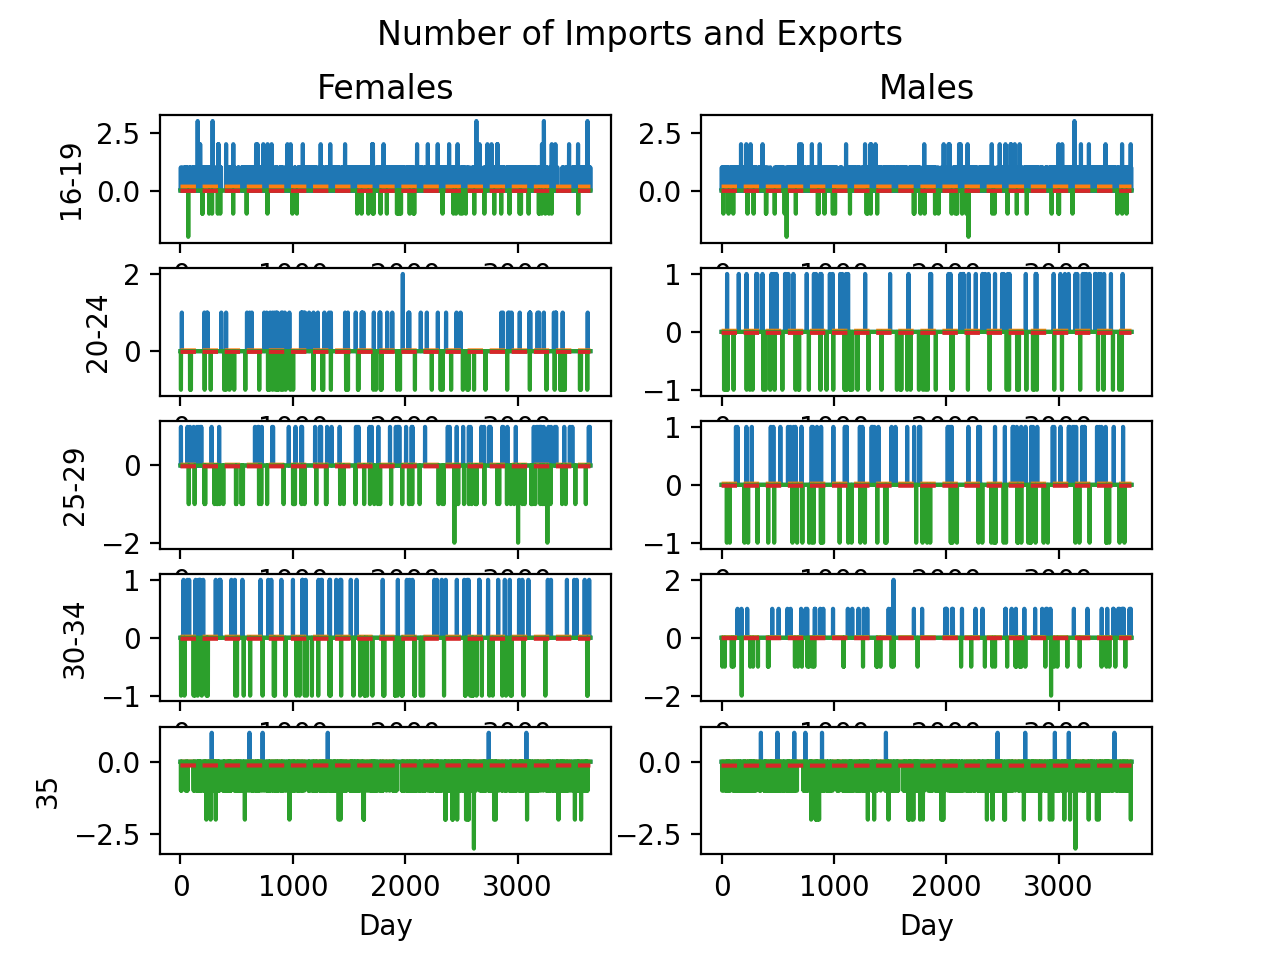 Number of Imports and Exports
Females Males
16-19 2.5 0.0 2.5 0.0
20-24 2 0 1 0 −1
25-29 0 −2 1 0 −1
30-34 1 0 −1 2 0 −2
35 0.0 −2.5 0.0 −2.5
0 1000 2000 3000 0 1000 2000 3000
Day Day